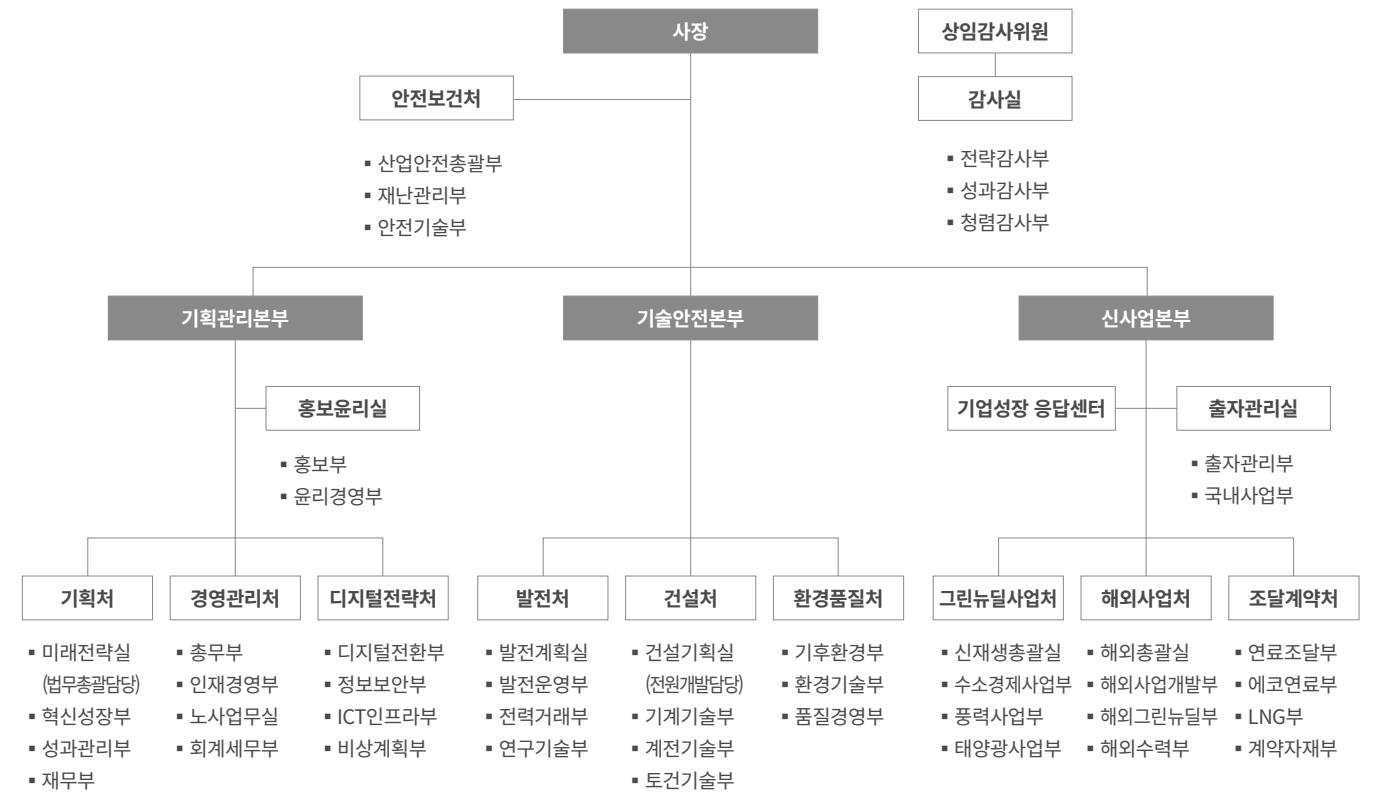 사장
상임감사위원
안전보건처
감사실
▪ 산업안전총괄부
▪ 재난관리부
▪ 안전기술부
▪ 전략감사부
▪ 성과감사부
▪ 청렴감사부
기획관리본부
기술안전본부
신사업본부
홍보윤리실
▪ 홍보부
▪ 윤리경영부
기업성장 응답센터
출자관리실
▪ 출자관리부
▪ 국내사업부
기획처
▪ 미래전략실
(법무총괄담당)
▪ 혁신성장부
▪ 성과관리부
▪ 재무부
경영관리처
▪ 총무부
▪ 인재경영부
▪ 노사업무실
▪ 회계세무부
디지털전략처
▪ 디지털전환부
▪ 정보보안부
▪ ICT인프라부
▪ 비상계획부
발전처
▪ 발전계획실
▪ 발전운영부
▪ 전력거래부
▪ 연구기술부
건설처
▪ 건설기획실
(전원개발담당)
▪ 기계기술부
▪ 계전기술부
▪ 토건기술부
환경품질처
▪ 기후환경부
▪ 환경기술부
▪ 품질경영부
그린뉴딜사업처
▪ 신재생총괄실
▪ 수소경제사업부
▪ 풍력사업부
▪ 태양광사업부
해외사업처
▪ 해외총괄실
▪ 해외사업개발부
▪ 해외그린뉴딜부
▪ 해외수력부
조달계약처
▪ 연료조달부
▪ 에코연료부
▪ LNG부
▪ 계약자재부